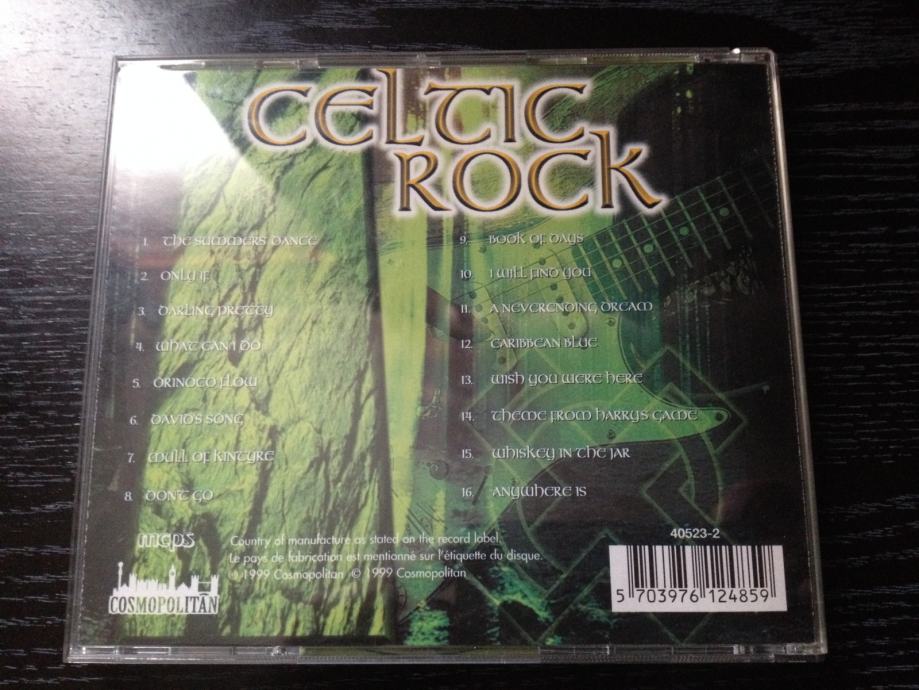 CELTIC
ROCK
1. THE SUMMERS DANCE
2. ONLY IF
3. DARLING PRETTY
4. WHAT CAN I DO
5. ORINOCO FLOW
6. DAVID'S SONG
7. MULL OF KINTYRE
8. DON'T GO
9. BOOK OF DAYS
10. I WILL FIND YOU
11. A NEVERENDING DREAM
12. CARIBBEAN BLUE
13. WISH YOU WERE HERE
14. THEME FROM HARRY'S GAME
15. WHISKEY IN THE JAR
16. ANYWHERE IS
mcps
Country of manufacture as stated on the record label.
Le pays de fabrication est mentionné sur l'étiquette du disque.
℗ 1999 Cosmopolitan © 1999 Cosmopolitan
COSMOPOLITAN
40523-2
5 703976 124859